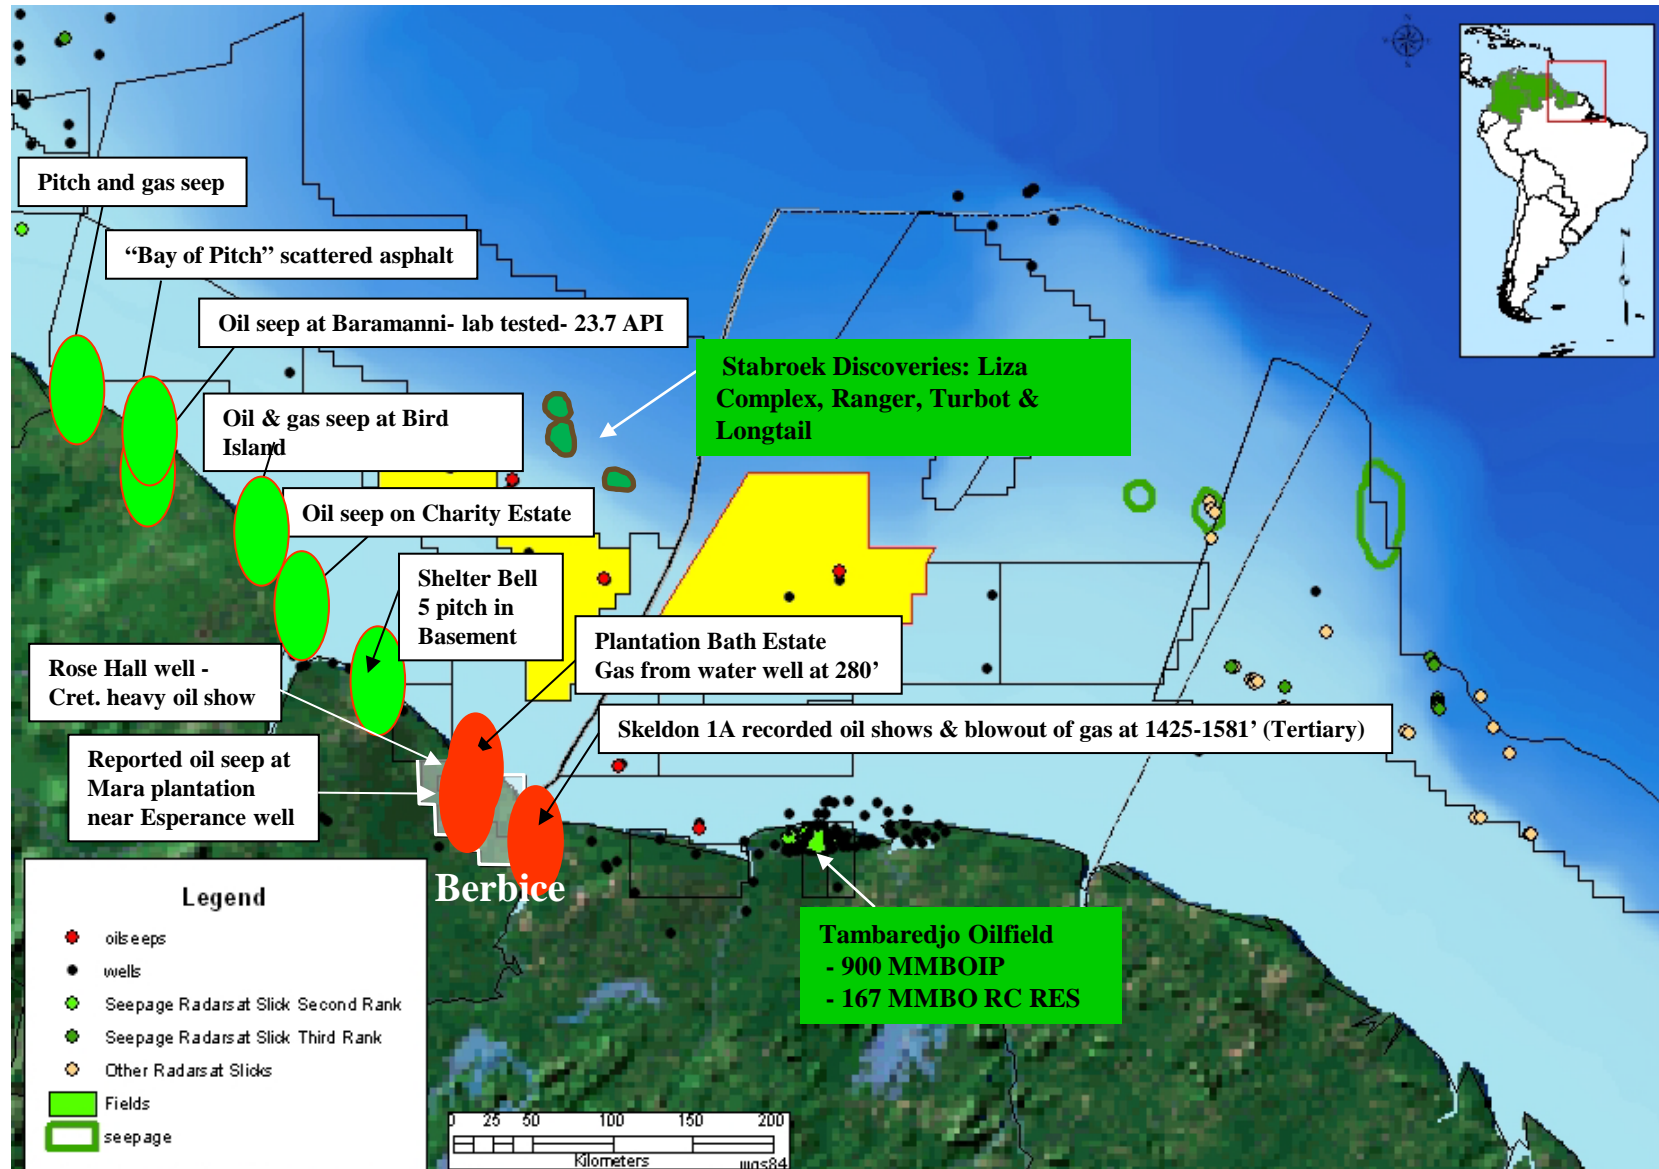 Pitch and gas seep
“Bay of Pitch” scattered asphalt
Oil seep at Baramanni- lab tested- 23.7 API
Oil & gas seep at Bird
Island
Stabroek Discoveries: Liza
Complex, Ranger, Turbot &
Longtail
Oil seep on Charity Estate
Shelter Bell
5 pitch in
Basement
Plantation Bath Estate
Gas from water well at 280’
Rose Hall well -
Cret. heavy oil show
Skeldon 1A recorded oil shows & blowout of gas at 1425-1581’ (Tertiary)
Reported oil seep at
Mara plantation
near Esperance well
Berbice
Tambaredjo Oilfield
- 900 MMBOIP
- 167 MMBO RC RES
Legend
oilseeps
wells
Seepage Radarsat Slick Second Rank
Seepage Radarsat Slick Third Rank
Other Radarsat Slicks
Fields
seepage
0 25 50 100 150 200
Kilometers
wgs84